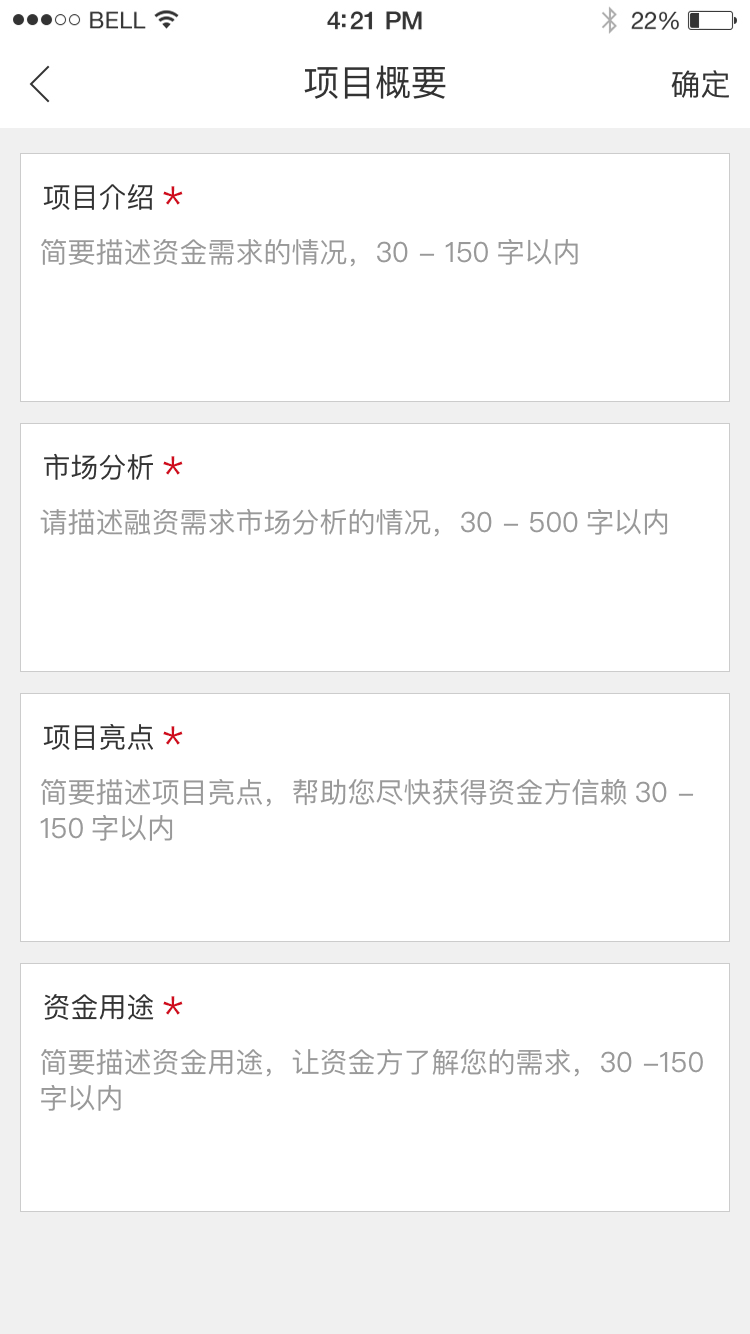 BELL 4:21 PM 22%
项目概要 确定
项目介绍 *
简要描述资金需求的情况，30 – 150 字以内
市场分析 *
请描述融资需求市场分析的情况，30 – 500 字以内
项目亮点 *
简要描述项目亮点，帮助您尽快获得资金方信赖 30 –
150 字以内
资金用途 *
简要描述资金用途，让资金方了解您的需求，30 –150
字以内